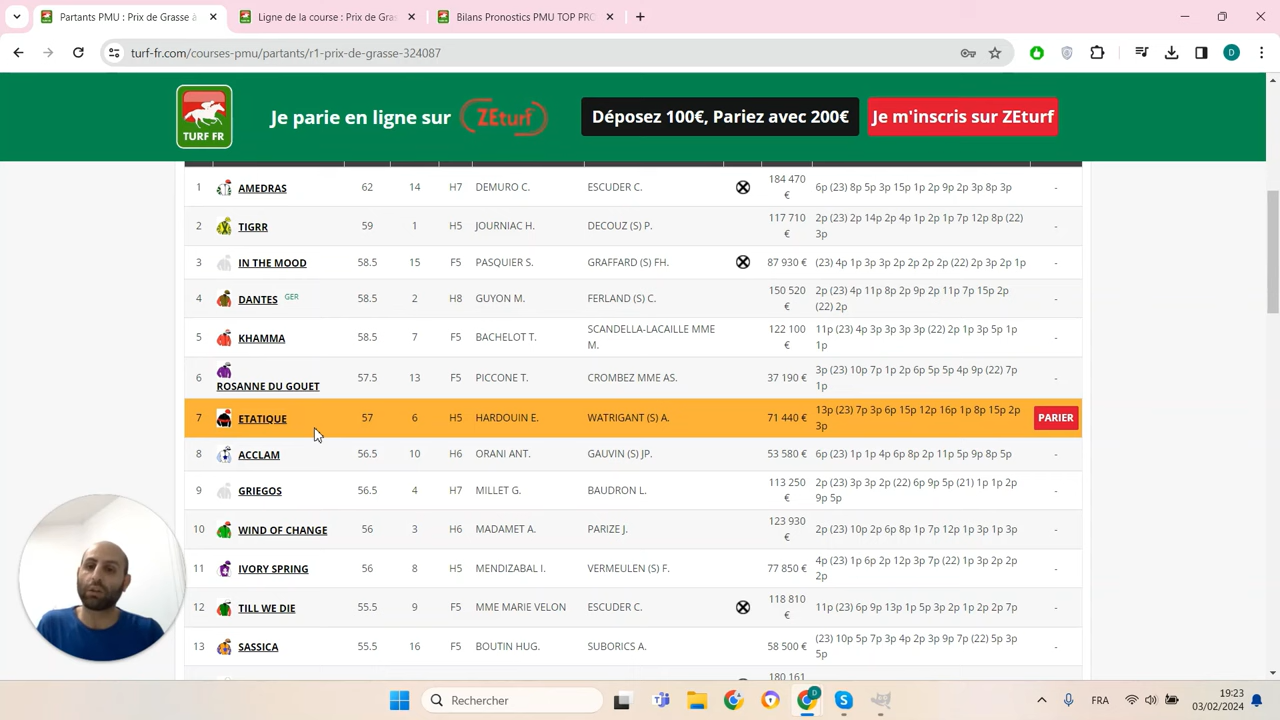 Partants PMU : Prix de Grasse à
Ligne de la course : Prix de Gras
Bilans Pronostics PMU TOP PRO
turf-fr.com/courses-pmu/partants/r1-prix-de-grasse-324087
D
TURF FR
Je parie en ligne sur ZEturf
Déposez 100€, Pariez avec 200€
Je m'inscris sur ZEturf
1 AMEDRAS 62 14 H7 DEMURO C. ESCUDER C. 184 470 € 6p (23) 8p 5p 3p 15p 1p 2p 9p 2p 3p 8p 3p -
2 TIGRR 59 1 H5 JOURNIAC H. DECOUZ (S) P. 117 710 € 2p (23) 2p 14p 2p 4p 1p 2p 1p 7p 12p 8p (22) 3p -
3 IN THE MOOD 58.5 15 F5 PASQUIER S. GRAFFARD (S) FH. 87 930 € (23) 4p 1p 3p 3p 2p 2p 2p 2p (22) 2p 3p 2p 1p -
4 DANTES GER 58.5 2 H8 GUYON M. FERLAND (S) C. 150 520 € 2p (23) 4p 11p 8p 2p 9p 2p 11p 7p 15p 2p (22) 2p -
5 KHAMMA 58.5 7 F5 BACHELOT T. SCANDELLA-LACAILLE MME M. 122 100 € 11p (23) 4p 3p 3p 3p 3p (22) 2p 1p 3p 5p 1p 1p -
6 ROSANNE DU GOUET 57.5 13 F5 PICCONE T. CROMBEZ MME AS. 37 190 € 3p (23) 10p 7p 1p 2p 6p 5p 5p 4p 9p (22) 7p 1p -
7 ETATIQUE 57 6 H5 HARDOUIN E. WATRIGANT (S) A. 71 440 € 13p (23) 7p 3p 6p 15p 12p 16p 1p 8p 15p 2p 3p PARIER
8 ACCLAM 56.5 10 H6 ORANI ANT. GAUVIN (S) JP. 53 580 € 6p (23) 1p 1p 4p 6p 8p 2p 11p 5p 9p 8p 5p -
9 GRIEGOS 56.5 4 H7 MILLET G. BAUDRON L. 113 250 € 2p (23) 3p 3p 2p (22) 6p 9p 5p (21) 1p 1p 2p 9p 5p -
10 WIND OF CHANGE 56 3 H6 MADAMET A. PARIZE J. 123 930 € 2p (23) 10p 2p 6p 8p 1p 7p 12p 1p 3p 1p 3p -
11 IVORY SPRING 56 8 H5 MENDIZABAL I. VERMEULEN (S) F. 77 850 € 4p (23) 1p 6p 2p 12p 3p 7p (22) 1p 3p 2p 2p 2p -
12 TILL WE DIE 55.5 9 F5 MME MARIE VELON ESCUDER C. 118 810 € 11p (23) 6p 9p 13p 1p 5p 3p 2p 1p 2p 2p 7p -
13 SASSICA 55.5 16 F5 BOUTIN HUG. SUBORICS A. 58 500 € (23) 10p 5p 7p 3p 4p 2p 3p 9p 7p (22) 5p 3p 5p -
180 161
Rechercher
D
FRA
19:23
03/02/2024